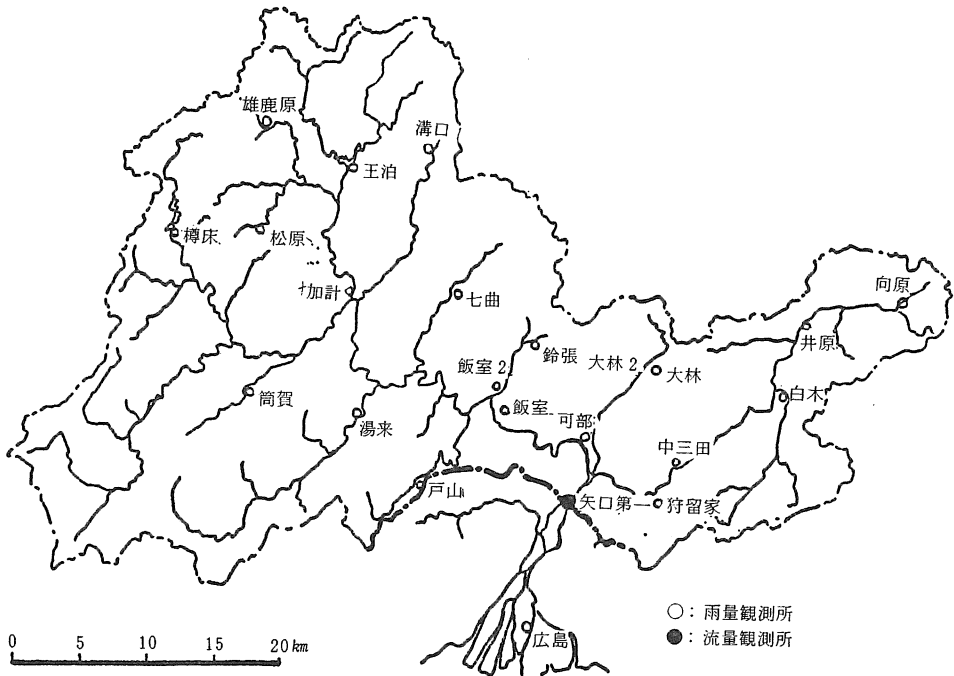 雄鹿原
溝口
王泊
樽床
松原
加計
七曲
向原
井原
鈴張
大林2
大林
飯室2
筒賀
白木
飯室
湯来
可部
中三田
戸山
矢口第一
狩留家
○：雨量観測所
●：流量観測所
広島
0 5 10 15 20 km